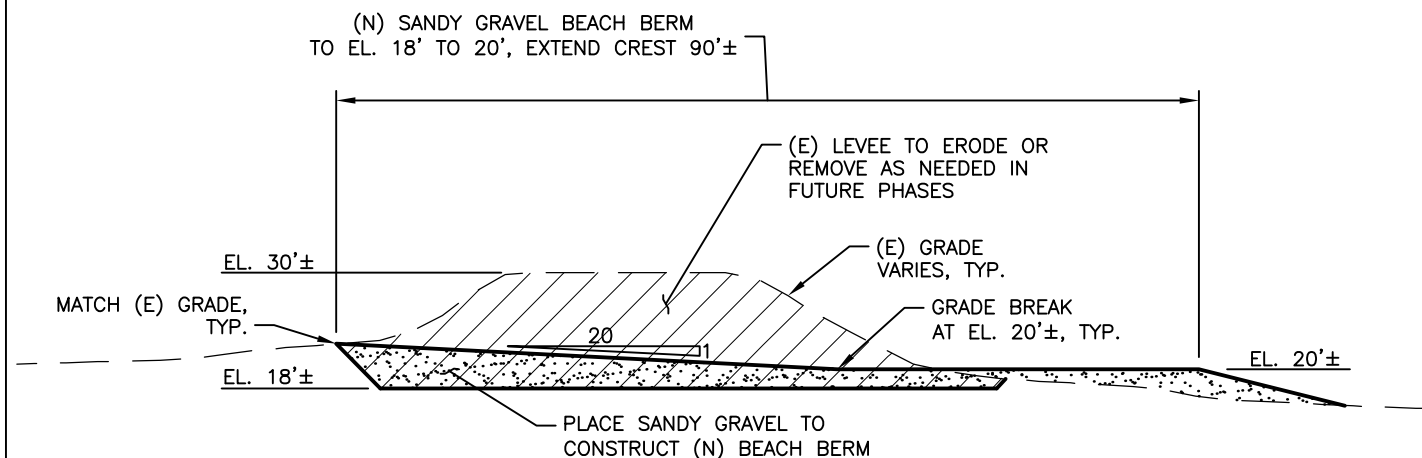 (N) SANDY GRAVEL BEACH BERM
TO EL. 18' TO 20', EXTEND CREST 90'±
(E) LEVEE TO ERODE OR
REMOVE AS NEEDED IN
FUTURE PHASES
(E) GRADE
VARIES, TYP.
EL. 30'±
MATCH (E) GRADE,
TYP.
GRADE BREAK
AT EL. 20'±, TYP.
20
1
EL. 20'±
EL. 18'±
PLACE SANDY GRAVEL TO
CONSTRUCT (N) BEACH BERM